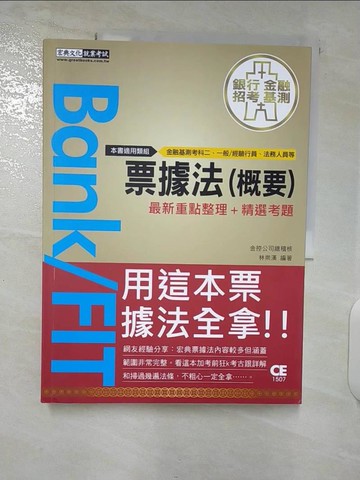 宏典文化就業考試
www.greatbooks.com.tw
銀行 金融
招考 基測
Bank/FIT
本書適用類組
金融基測考科二、一般/經驗行員、法務人員等
票據法(概要)
最新重點整理+精選考題
金控公司總稽核
林崇漢 編著
用這本票
據法全拿!!
網友經驗分享：宏典票據法內容較多但涵蓋
範圍非常完整，看這本加考前狂k考古題詳解
和掃過幾遍法條，不粗心一定全拿……。
CE
1507